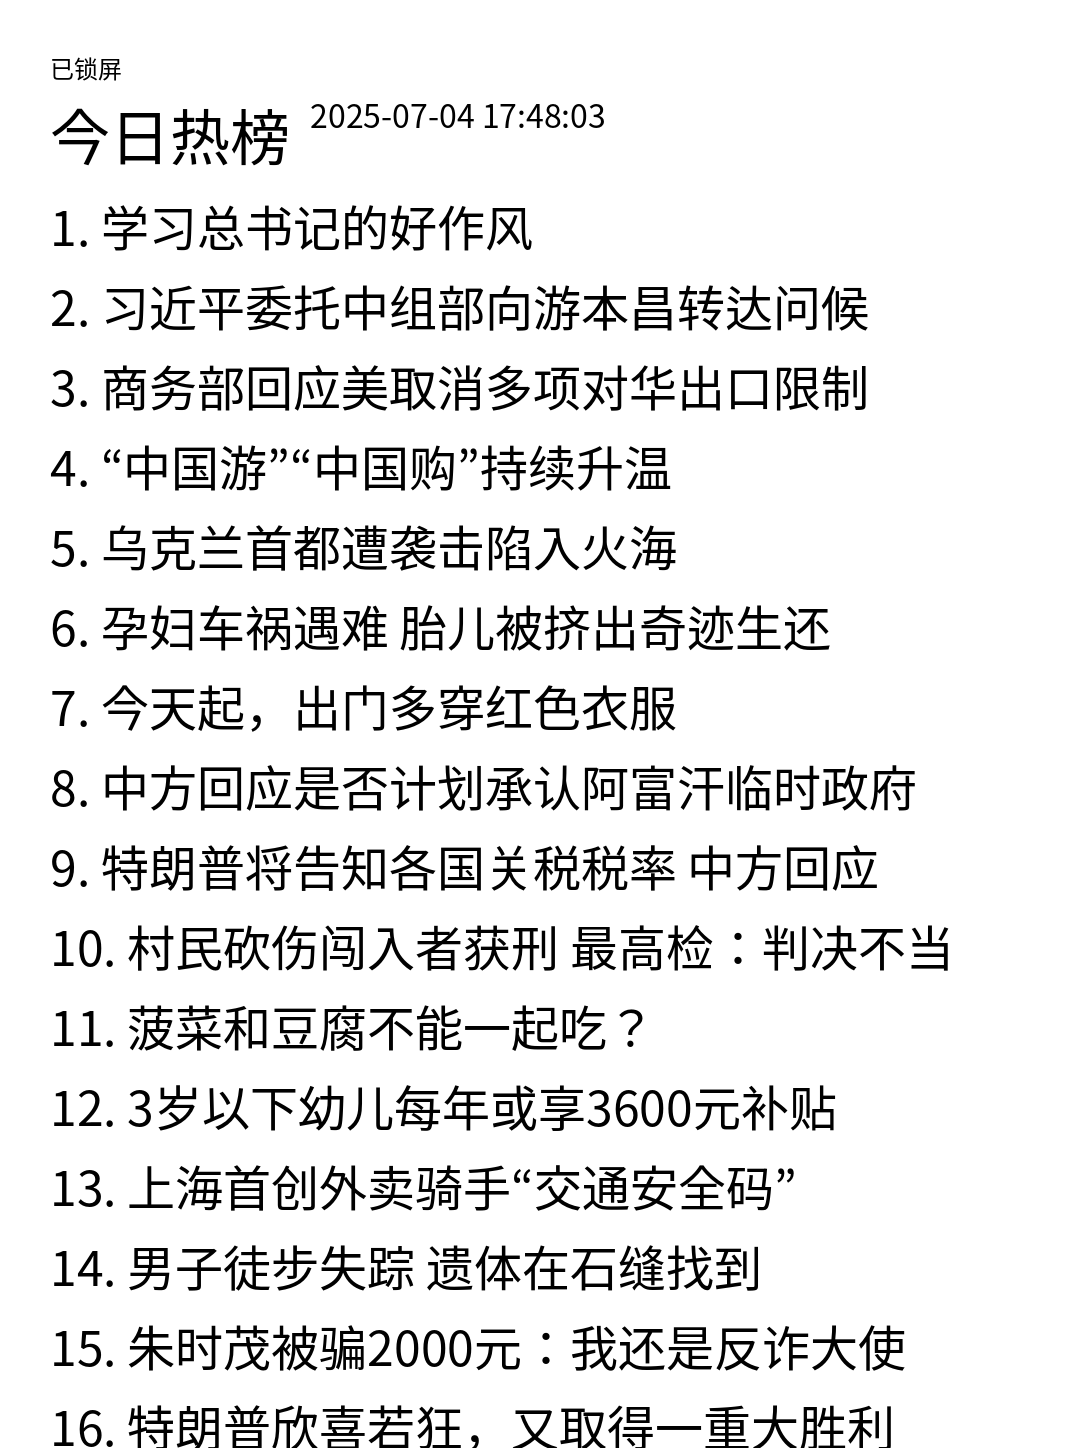 已锁屏
今日热榜 2025-07-04 17:48:03
1. 学习总书记的好作风
2. 习近平委托中组部向游本昌转达问候
3. 商务部回应美取消多项对华出口限制
4. “中国游”“中国购”持续升温
5. 乌克兰首都遭袭击陷入火海
6. 孕妇车祸遇难 胎儿被挤出奇迹生还
7. 今天起，出门多穿红色衣服
8. 中方回应是否计划承认阿富汗临时政府
9. 特朗普将告知各国关税税率 中方回应
10. 村民砍伤闯入者获刑 最高检：判决不当
11. 菠菜和豆腐不能一起吃？
12. 3岁以下幼儿每年或享3600元补贴
13. 上海首创外卖骑手“交通安全码”
14. 男子徒步失踪 遗体在石缝找到
15. 朱时茂被骗2000元：我还是反诈大使
16. 特朗普欣喜若狂，又取得一重大胜利